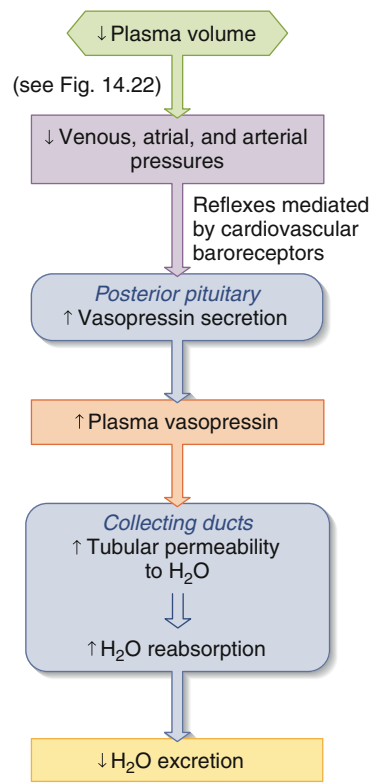 ↓ Plasma volume
(see Fig. 14.22)
↓ Venous, atrial, and arterial
pressures
Reflexes mediated
by cardiovascular
baroreceptors
Posterior pituitary
↑ Vasopressin secretion
↑ Plasma vasopressin
Collecting ducts
↑ Tubular permeability
to H₂O
↑ H₂O reabsorption
↓ H₂O excretion